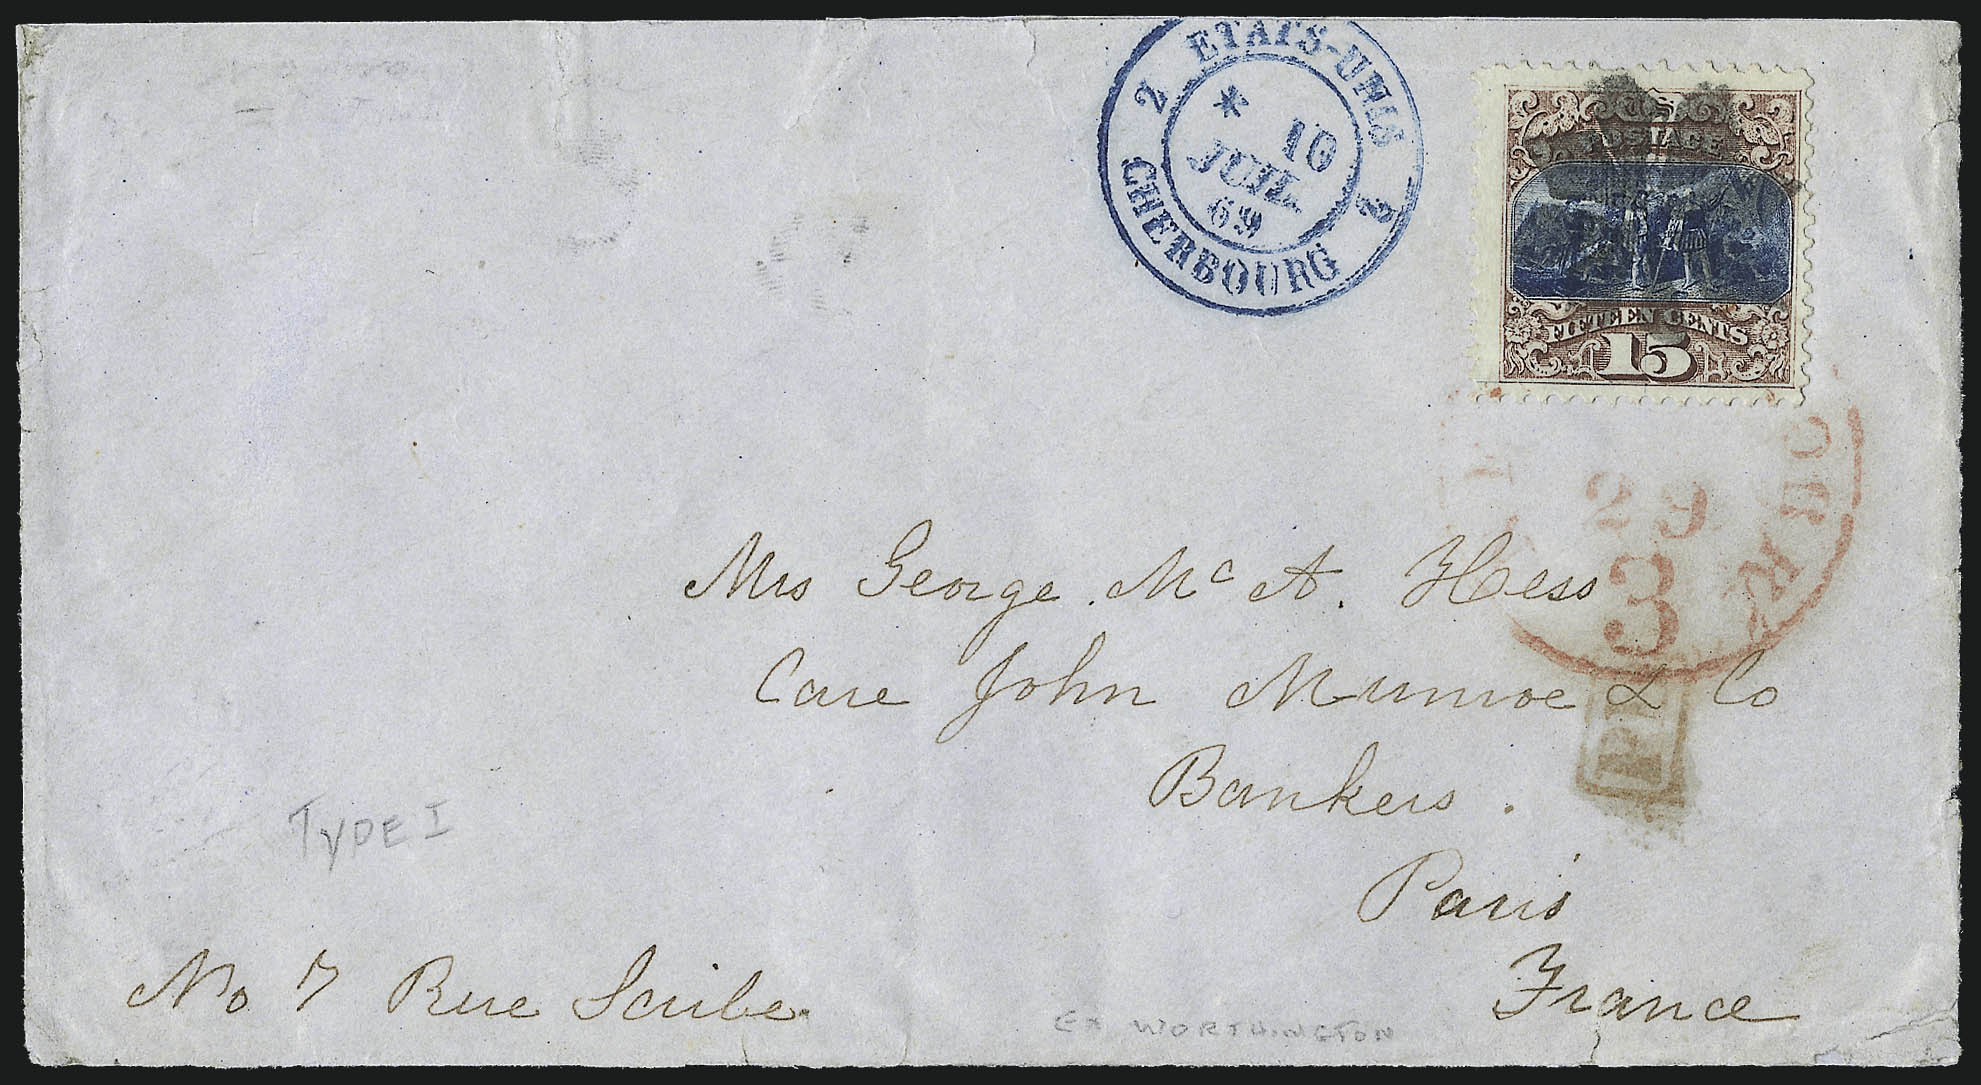 2 ETATS-UNIS 2
* 10
JUIL.
69
CHERBOURG
U S
POSTAGE
FIFTEEN CENTS
15
29
3
Mrs George Mc A. Hess
Care John Munroe & Co
Bankers.
Paris
France
TYPE I
No 7 Rue Scribe.
EX WORTHINGTON